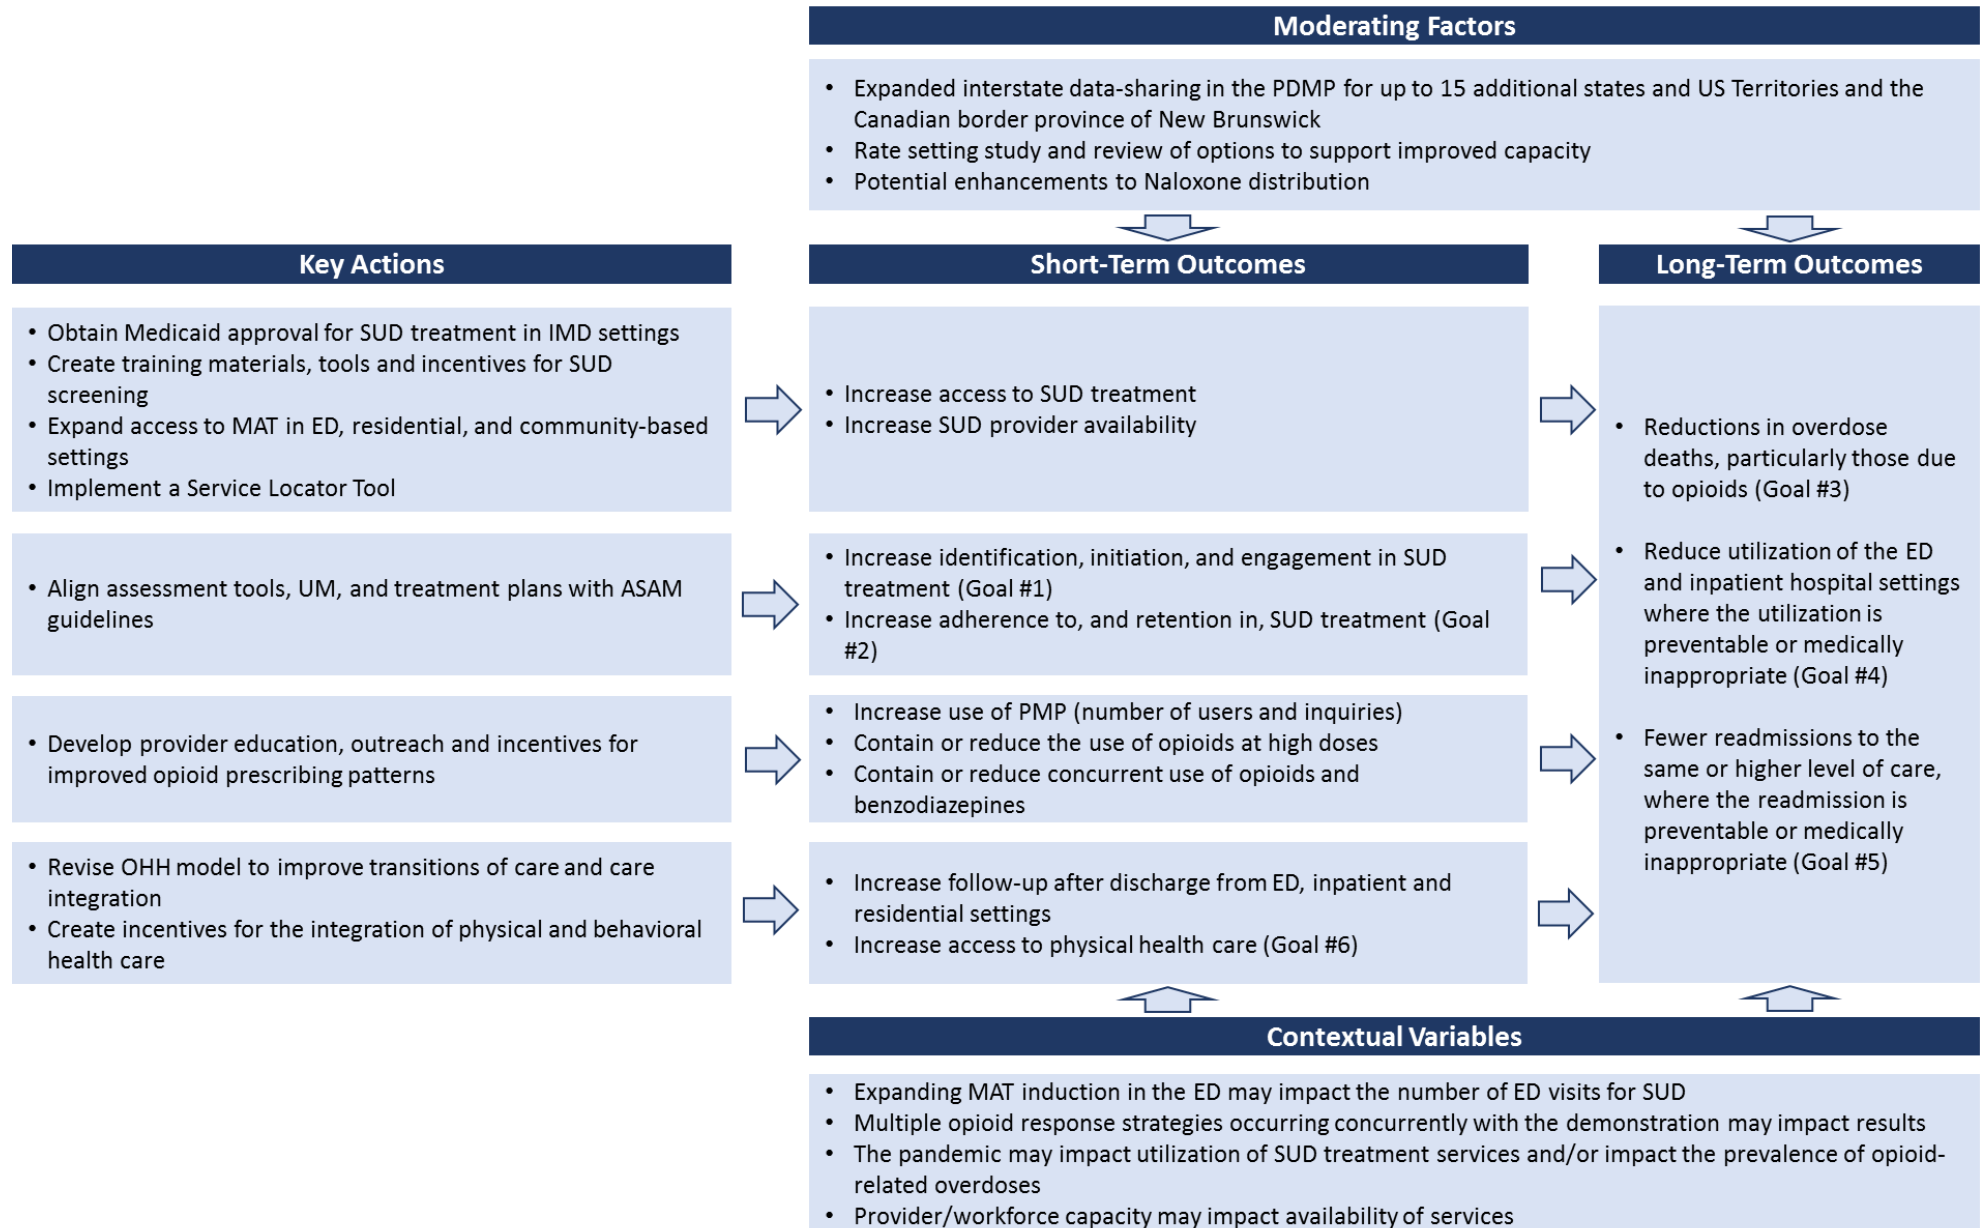 Moderating Factors
• Expanded interstate data-sharing in the PDMP for up to 15 additional states and US Territories and the
Canadian border province of New Brunswick
• Rate setting study and review of options to support improved capacity
• Potential enhancements to Naloxone distribution
Key Actions
Short-Term Outcomes
Long-Term Outcomes
• Obtain Medicaid approval for SUD treatment in IMD settings
• Create training materials, tools and incentives for SUD
screening
• Expand access to MAT in ED, residential, and community-based
settings
• Implement a Service Locator Tool
• Increase access to SUD treatment
• Increase SUD provider availability
• Align assessment tools, UM, and treatment plans with ASAM
guidelines
• Increase identification, initiation, and engagement in SUD
treatment (Goal #1)
• Increase adherence to, and retention in, SUD treatment (Goal
#2)
• Develop provider education, outreach and incentives for
improved opioid prescribing patterns
• Increase use of PMP (number of users and inquiries)
• Contain or reduce the use of opioids at high doses
• Contain or reduce concurrent use of opioids and
benzodiazepines
• Revise OHH model to improve transitions of care and care
integration
• Create incentives for the integration of physical and behavioral
health care
• Increase follow-up after discharge from ED, inpatient and
residential settings
• Increase access to physical health care (Goal #6)
• Reductions in overdose
deaths, particularly those due
to opioids (Goal #3)
• Reduce utilization of the ED
and inpatient hospital settings
where the utilization is
preventable or medically
inappropriate (Goal #4)
• Fewer readmissions to the
same or higher level of care,
where the readmission is
preventable or medically
inappropriate (Goal #5)
Contextual Variables
• Expanding MAT induction in the ED may impact the number of ED visits for SUD
• Multiple opioid response strategies occurring concurrently with the demonstration may impact results
• The pandemic may impact utilization of SUD treatment services and/or impact the prevalence of opioid-
related overdoses
• Provider/workforce capacity may impact availability of services